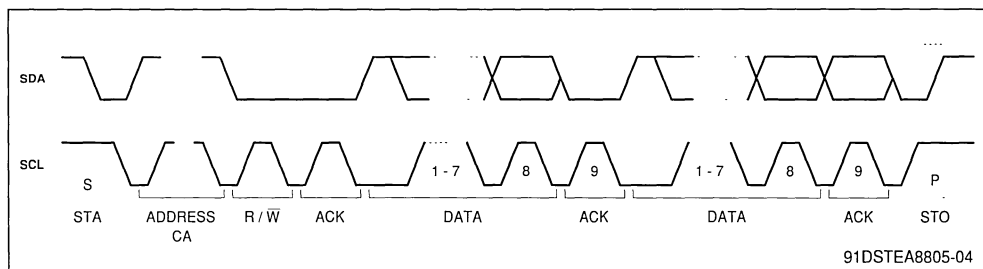 SDA
SCL
1 - 7 8 9 1 - 7 8 9
S P
STA ADDRESS R / W̅ ACK DATA ACK DATA ACK STO
CA
91DSTEA8805-04